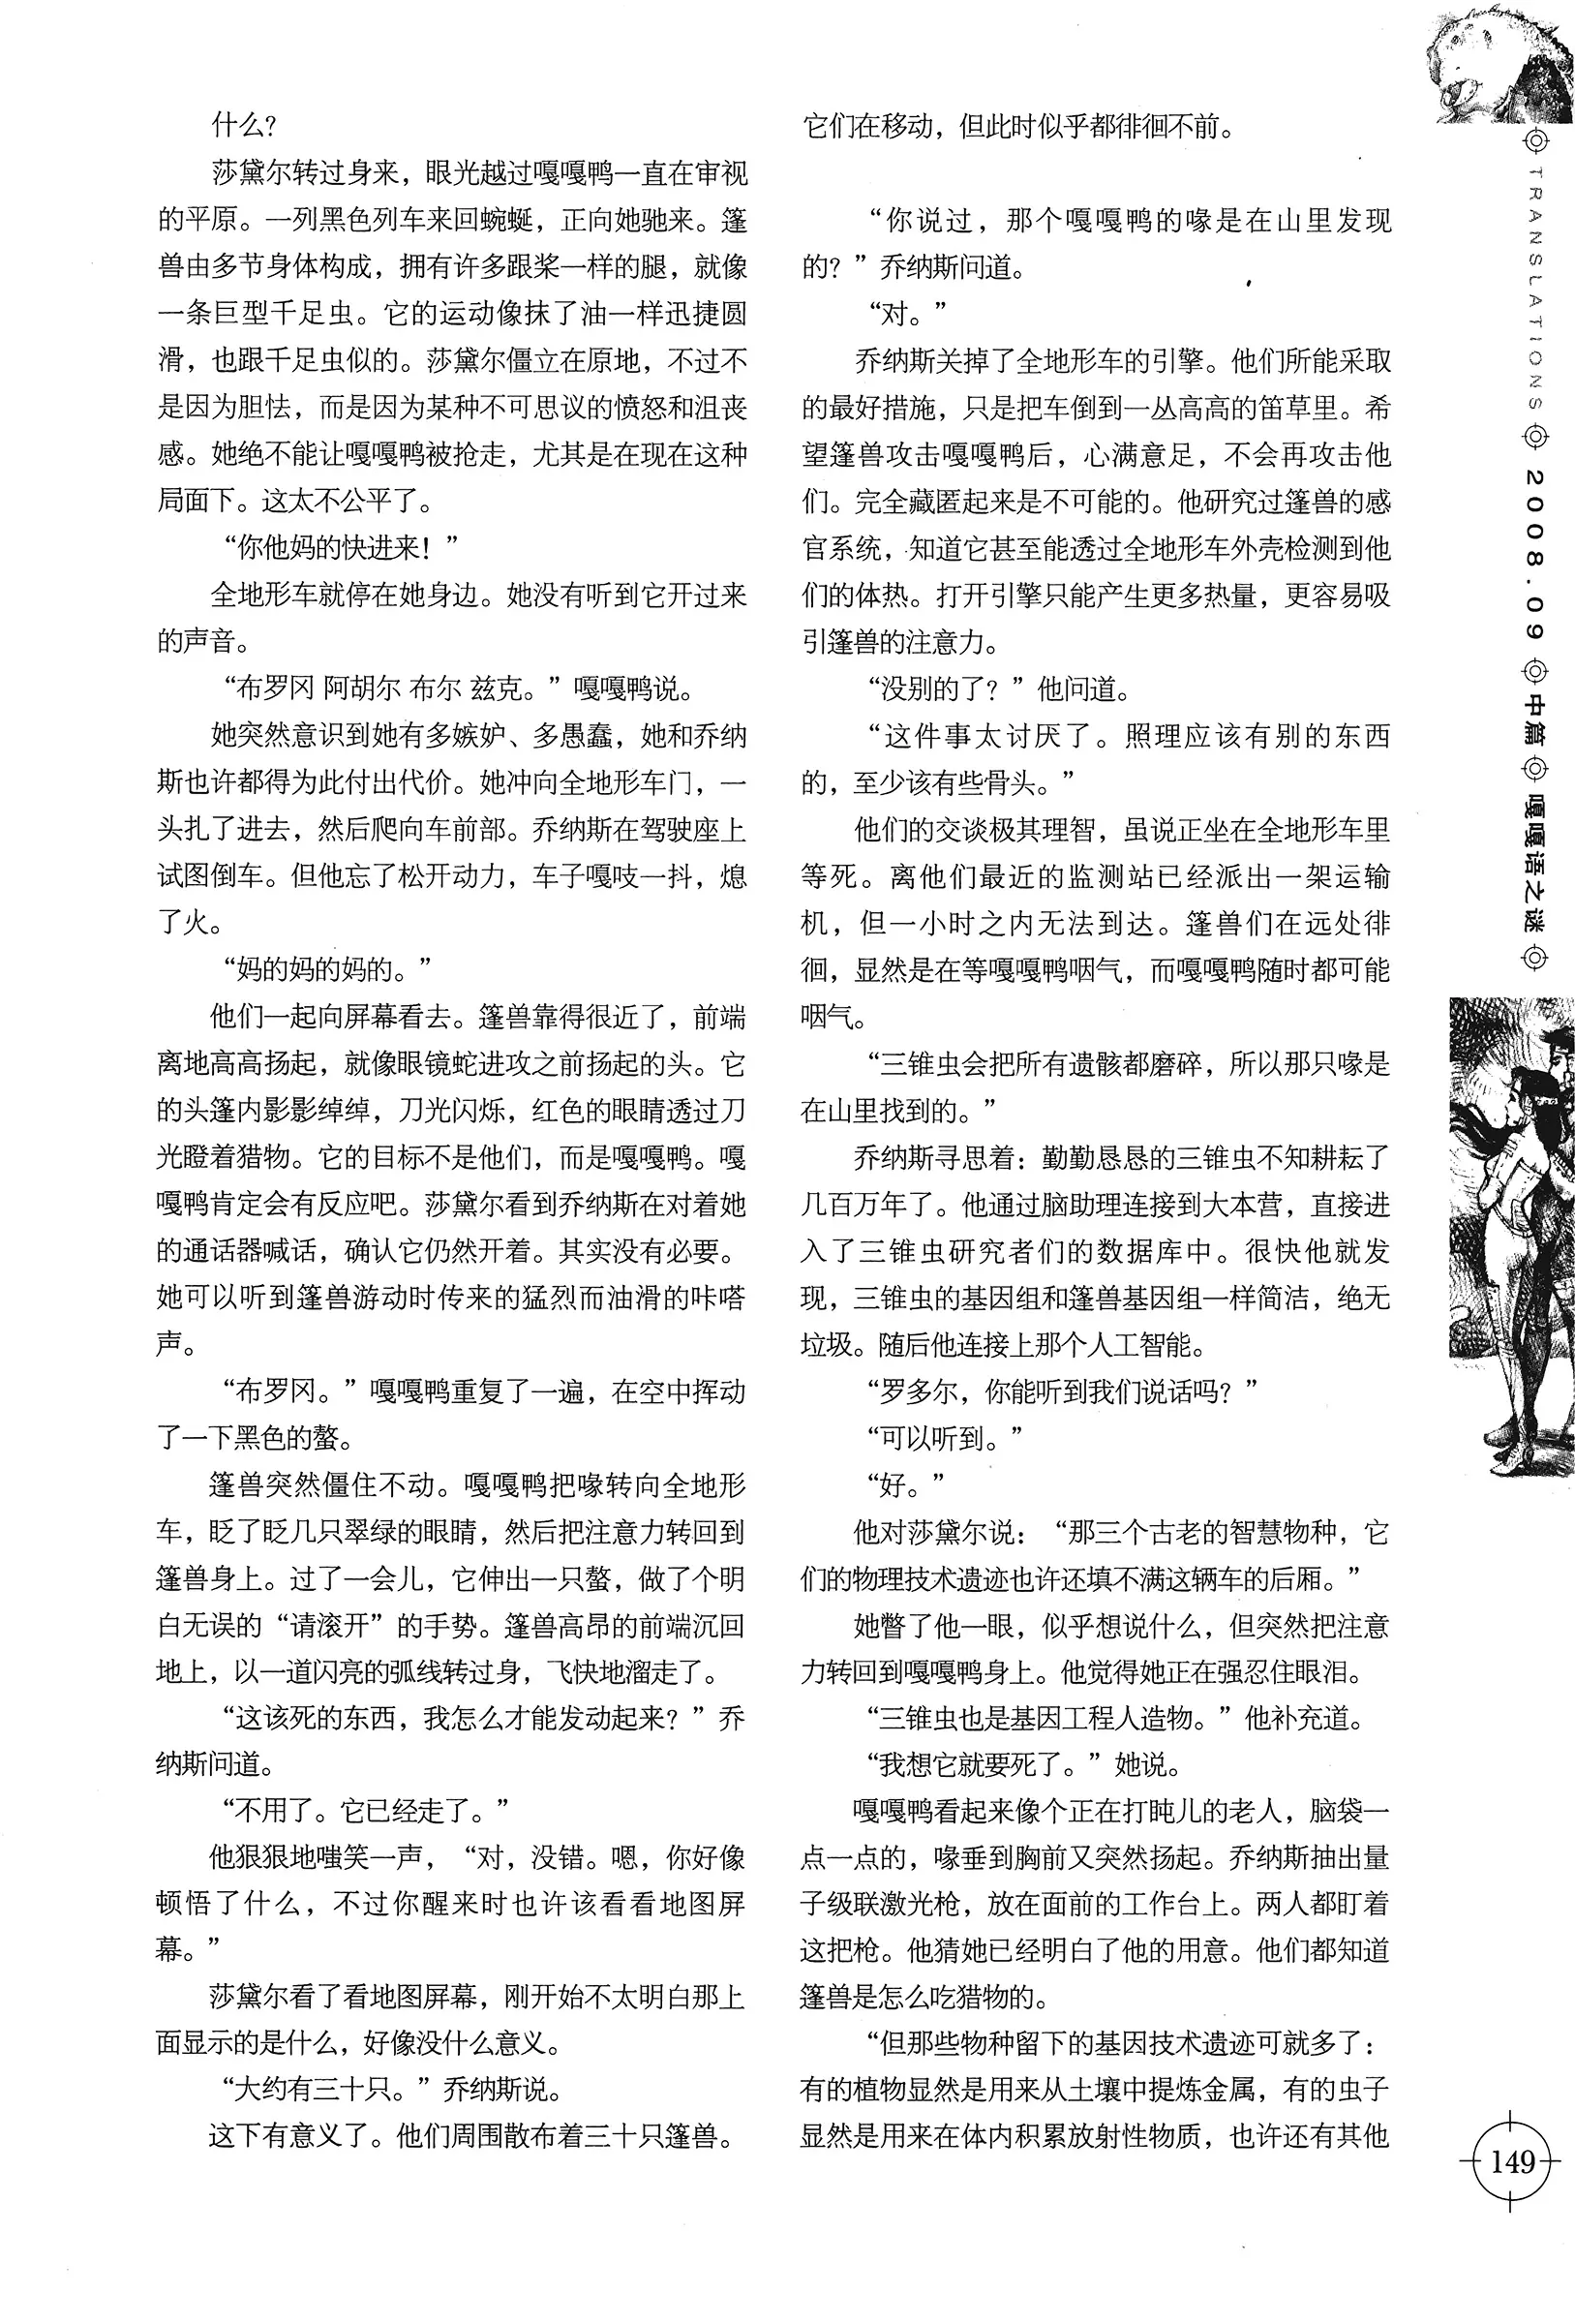 什么？
莎黛尔转过身来，眼光越过嘎嘎鸭一直在审视
的平原。一列黑色列车来回蜿蜒，正向她驰来。篷
兽由多节身体构成，拥有许多跟桨一样的腿，就像
一条巨型千足虫。它的运动像抹了油一样迅捷圆
滑，也跟千足虫似的。莎黛尔僵立在原地，不过不
是因为胆怯，而是因为某种不可思议的愤怒和沮丧
感。她绝不能让嘎嘎鸭被抢走，尤其是在现在这种
局面下。这太不公平了。
“你他妈的快进来！”
全地形车就停在她身边。她没有听到它开过来
的声音。
“布罗冈 阿胡尔 布尔 兹克。”嘎嘎鸭说。
她突然意识到她有多嫉妒、多愚蠢，她和乔纳
斯也许都得为此付出代价。她冲向全地形车门，一
头扎了进去，然后爬向车前部。乔纳斯在驾驶座上
试图倒车。但他忘了松开动力，车子嘎吱一抖，熄
了火。
“妈的妈的妈的。”
他们一起向屏幕看去。篷兽靠得很近了，前端
离地高高扬起，就像眼镜蛇进攻之前扬起的头。它
的头篷内影影绰绰，刀光闪烁，红色的眼睛透过刀
光瞪着猎物。它的目标不是他们，而是嘎嘎鸭。嘎
嘎鸭肯定会有反应吧。莎黛尔看到乔纳斯在对着她
的通话器喊话，确认它仍然开着。其实没有必要。
她可以听到篷兽游动时传来的猛烈而油滑的咔嗒
声。
“布罗冈。”嘎嘎鸭重复了一遍，在空中挥动
了一下黑色的螯。
篷兽突然僵住不动。嘎嘎鸭把喙转向全地形
车，眨了眨几只翠绿的眼睛，然后把注意力转回到
篷兽身上。过了一会儿，它伸出一只螯，做了个明
白无误的“请滚开”的手势。篷兽高昂的前端沉回
地上，以一道闪亮的弧线转过身，飞快地溜走了。
“这该死的东西，我怎么才能发动起来？”乔
纳斯问道。
“不用了。它已经走了。”
他狠狠地嗤笑一声，“对，没错。嗯，你好像
顿悟了什么，不过你醒来时也许该看看地图屏
幕。”
莎黛尔看了看地图屏幕，刚开始不太明白那上
面显示的是什么，好像没什么意义。
“大约有三十只。”乔纳斯说。
这下有意义了。他们周围散布着三十只篷兽。
它们在移动，但此时似乎都徘徊不前。
“你说过，那个嘎嘎鸭的喙是在山里发现
的？”乔纳斯问道。
“对。”
乔纳斯关掉了全地形车的引擎。他们所能采取
的最好措施，只是把车倒到一丛高高的笛草里。希
望篷兽攻击嘎嘎鸭后，心满意足，不会再攻击他
们。完全藏匿起来是不可能的。他研究过篷兽的感
官系统，知道它甚至能透过全地形车外壳检测到他
们的体热。打开引擎只能产生更多热量，更容易吸
引篷兽的注意力。
“没别的了？”他问道。
“这件事太讨厌了。照理应该有别的东西
的，至少该有些骨头。”
他们的交谈极其理智，虽说正坐在全地形车里
等死。离他们最近的监测站已经派出一架运输
机，但一小时之内无法到达。篷兽们在远处徘
徊，显然是在等嘎嘎鸭咽气，而嘎嘎鸭随时都可能
咽气。
“三锥虫会把所有遗骸都磨碎，所以那只喙是
在山里找到的。”
乔纳斯寻思着：勤勤恳恳的三锥虫不知耕耘了
几百万年了。他通过脑助理连接到大本营，直接进
入了三锥虫研究者们的数据库中。很快他就发
现，三锥虫的基因组和篷兽基因组一样简洁，绝无
垃圾。随后他连接上那个人工智能。
“罗多尔，你能听到我们说话吗？”
“可以听到。”
“好。”
他对莎黛尔说：“那三个古老的智慧物种，它
们的物理技术遗迹也许还填不满这辆车的后厢。”
她瞥了他一眼，似乎想说什么，但突然把注意
力转回到嘎嘎鸭身上。他觉得她正在强忍住眼泪。
“三锥虫也是基因工程人造物。”他补充道。
“我想它就要死了。”她说。
嘎嘎鸭看起来像个正在打盹儿的老人，脑袋一
点一点的，喙垂到胸前又突然扬起。乔纳斯抽出量
子级联激光枪，放在面前的工作台上。两人都盯着
这把枪。他猜她已经明白了他的用意。他们都知道
篷兽是怎么吃猎物的。
“但那些物种留下的基因技术遗迹可就多了：
有的植物显然是用来从土壤中提炼金属，有的虫子
显然是用来在体内积累放射性物质，也许还有其他
TRANSLATIONS 2008.09 中篇 嘎嘎语之谜
149